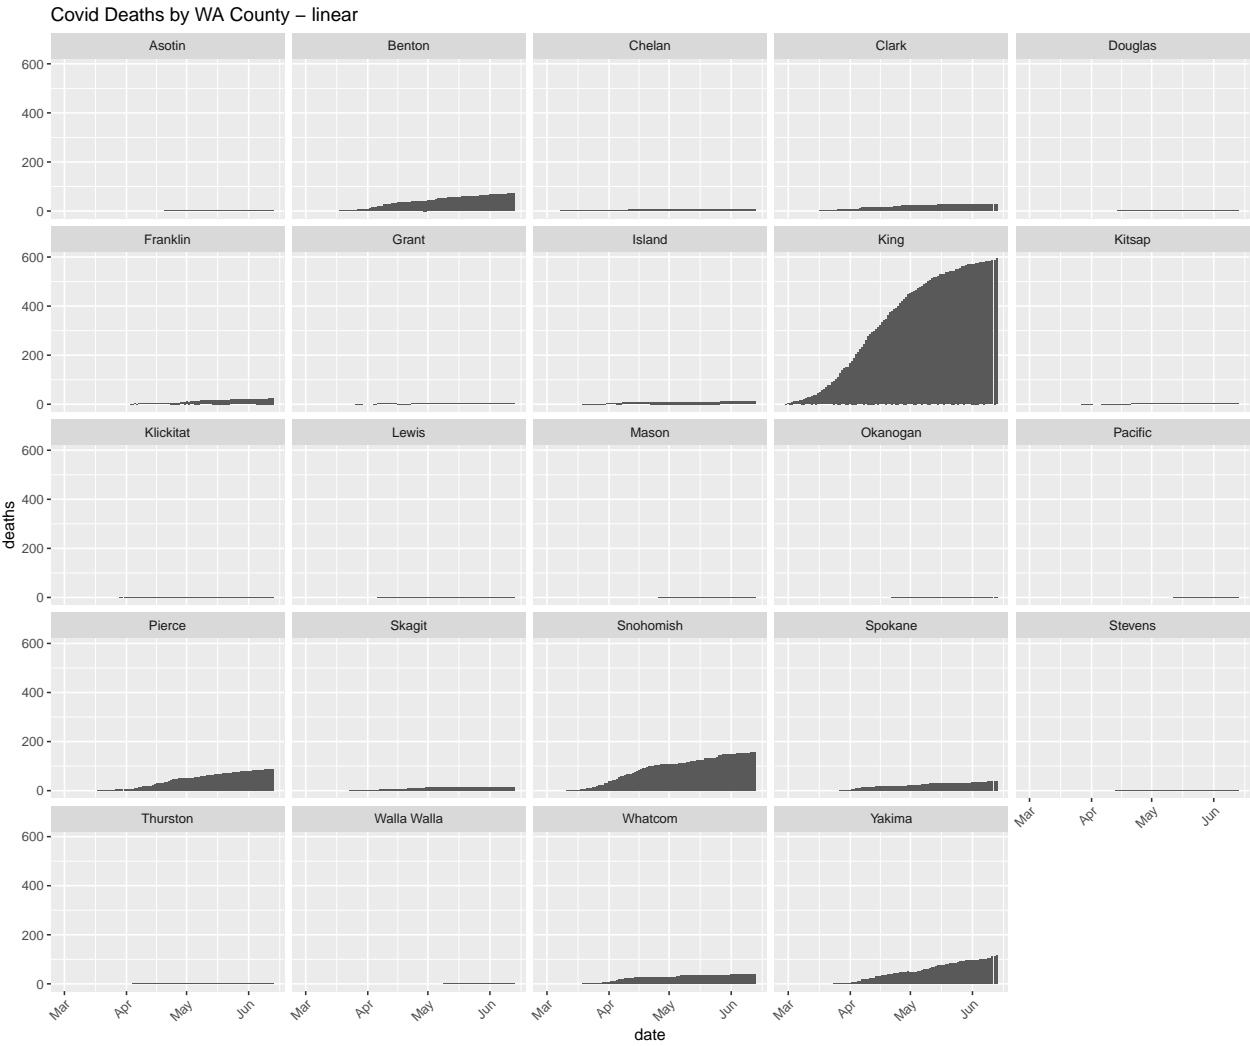 Covid Deaths by WA County – linear
Asotin Benton Chelan Clark Douglas
600
400
200
0
Franklin Grant Island King Kitsap
600
400
200
0
Klickitat Lewis Mason Okanogan Pacific
600
400
200
0
deaths
Pierce Skagit Snohomish Spokane Stevens
600
400
200
0
Mar Apr May Jun
Thurston Walla Walla Whatcom Yakima
600
400
200
0
Mar Apr May Jun Mar Apr May Jun Mar Apr May Jun Mar Apr May Jun
date